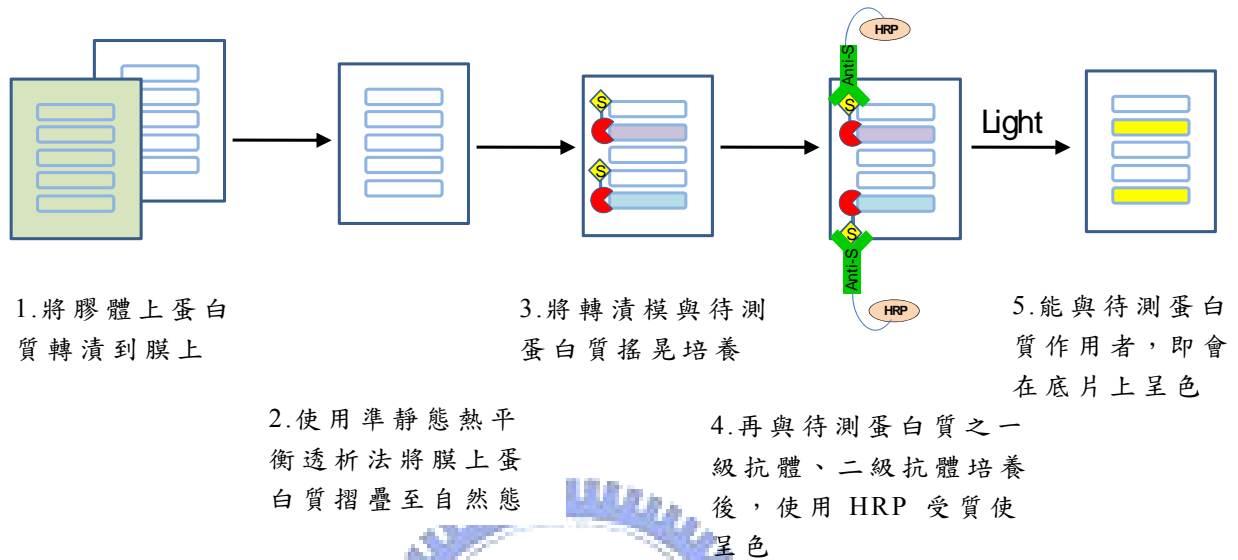 HRP
Anti-S
S
S
S
Light
S
Anti-S
HRP
1.將膠體上蛋白
質轉漬到膜上
2.使用準靜態熱平
衡透析法將膜上蛋
白質摺疊至自然態
3.將轉漬模與待測
蛋白質搖晃培養
4.再與待測蛋白質之一
級抗體、二級抗體培養
後，使用 HRP 受質使
呈色
5.能與待測蛋白
質作用者，即會
在底片上呈色